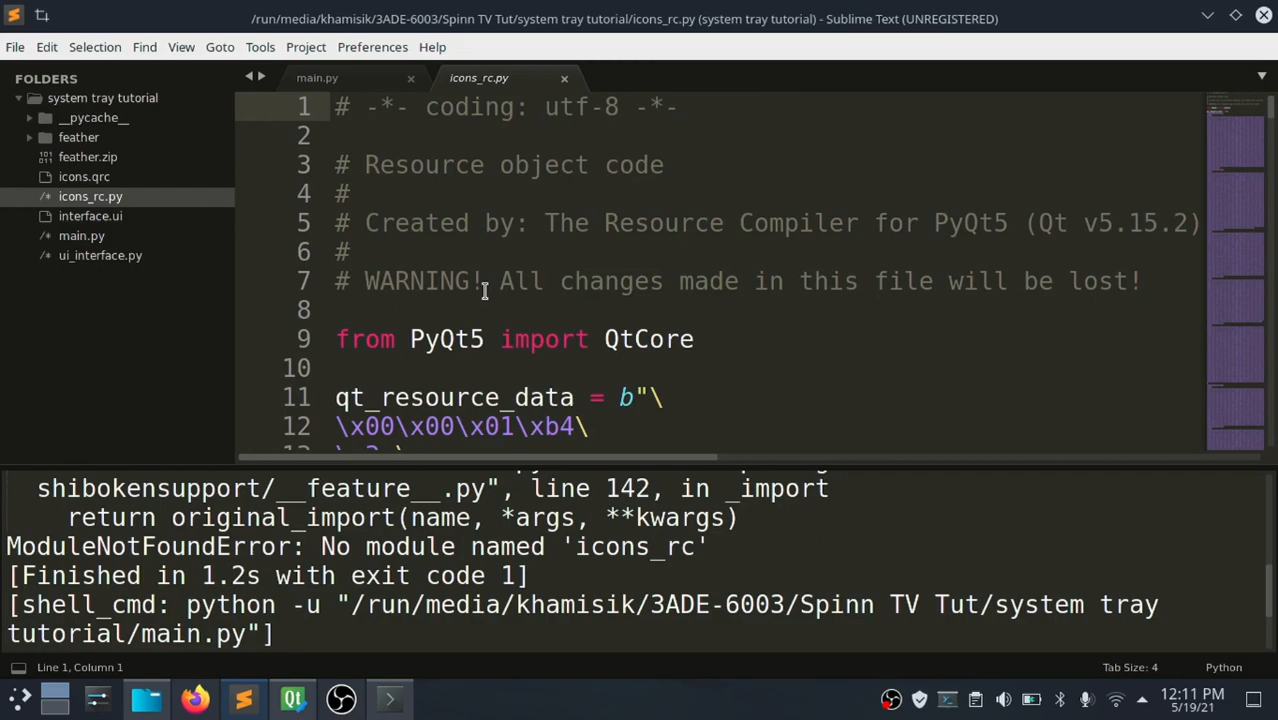 /run/media/khamisik/3ADE-6003/Spinn TV Tut/system tray tutorial/icons_rc.py (system tray tutorial) - Sublime Text (UNREGISTERED)
File Edit Selection Find View Goto Tools Project Preferences Help
FOLDERS
system tray tutorial
__pycache__
feather
feather.zip
icons.qrc
/* icons_rc.py
interface.ui
/* main.py
/* ui_interface.py
main.py
icons_rc.py
1 # -*- coding: utf-8 -*-
2
3 # Resource object code
4 #
5 # Created by: The Resource Compiler for PyQt5 (Qt v5.15.2)
6 #
7 # WARNING! All changes made in this file will be lost!
8
9 from PyQt5 import QtCore
10
11 qt_resource_data = b"\
12 \x00\x00\x01\xb4\
shibokensupport/__feature__.py", line 142, in _import
return original_import(name, *args, **kwargs)
ModuleNotFoundError: No module named 'icons_rc'
[Finished in 1.2s with exit code 1]
[shell_cmd: python -u "/run/media/khamisik/3ADE-6003/Spinn TV Tut/system tray
tutorial/main.py"]
Line 1, Column 1
Tab Size: 4
Python
Qt
12:11 PM
5/19/21